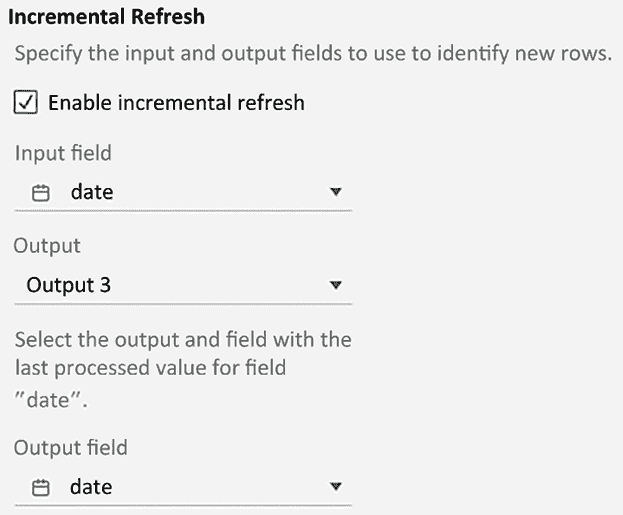 Incremental Refresh
Specify the input and output fields to use to identify new rows.
Enable incremental refresh
Input field
date
Output
Output 3
Select the output and field with the
last processed value for field
"date".
Output field
date